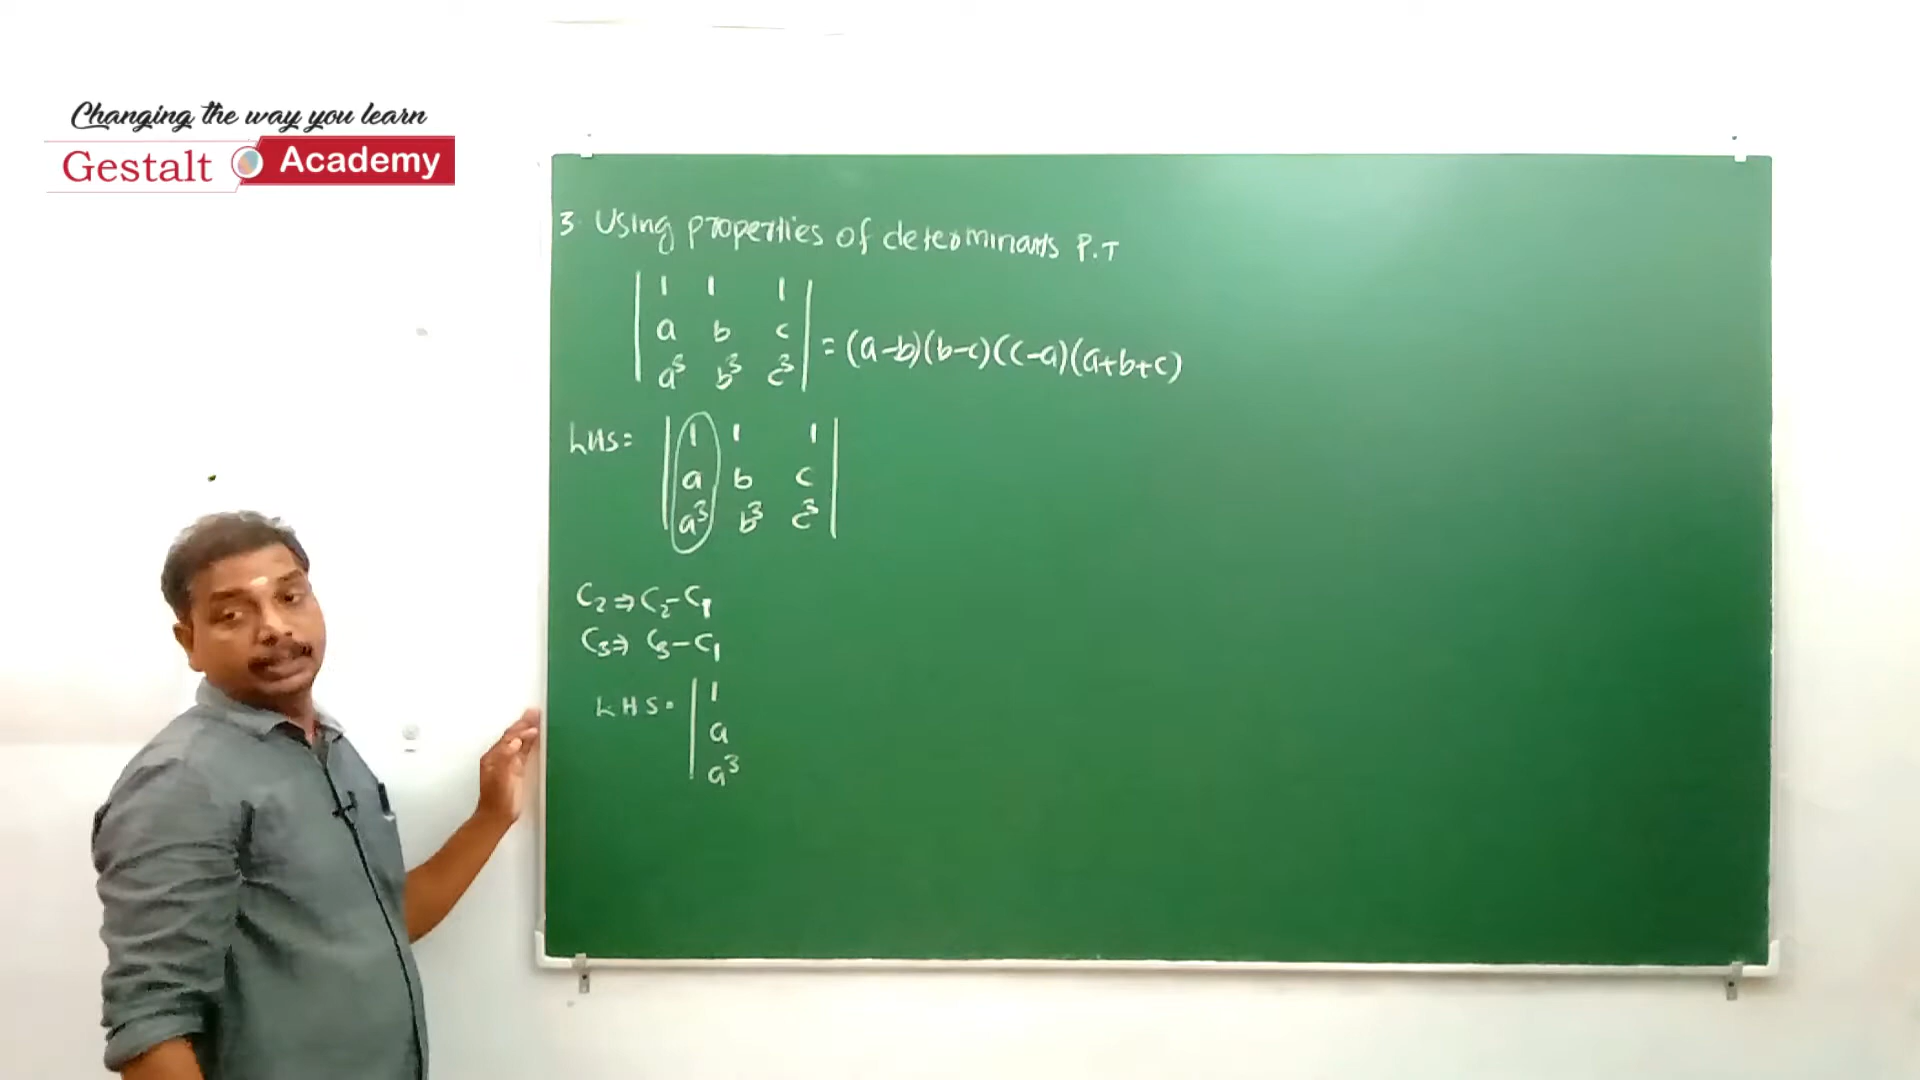 Changing the way you learn
Gestalt Academy
3. Using properties of determinants P.T
| 1 1 1 |
| a b c | = (a-b)(b-c)(c-a)(a+b+c)
| a³ b³ c³ |
LHS = | 1 1 1 |
| a b c |
| a³ b³ c³ |
C₂ ⇒ C₂-C₁
C₃ ⇒ C₃-C₁
LHS = | 1
| a
| a³